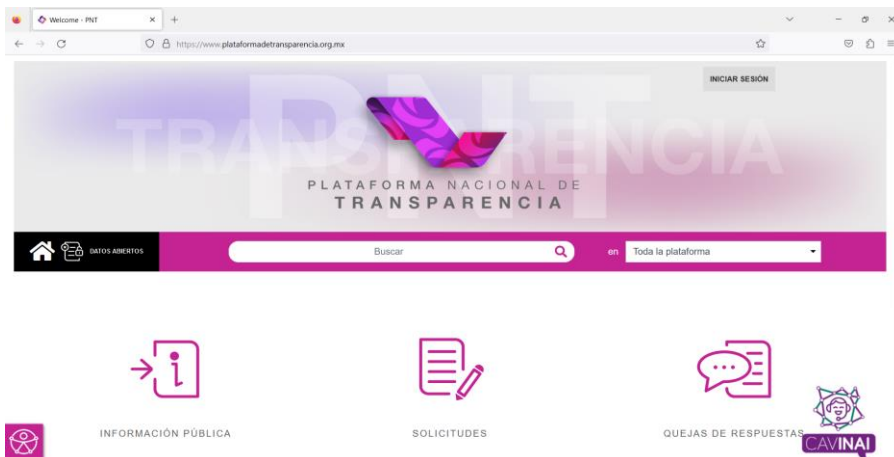 Welcome - PNT
https://www.plataformadetransparencia.org.mx
INICIAR SESIÓN
PNT
TRANSPARENCIA
PLATAFORMA NACIONAL DE
TRANSPARENCIA
DATOS ABIERTOS
Buscar
en
Toda la plataforma
INFORMACIÓN PÚBLICA
SOLICITUDES
QUEJAS DE RESPUESTAS
CAVINAI